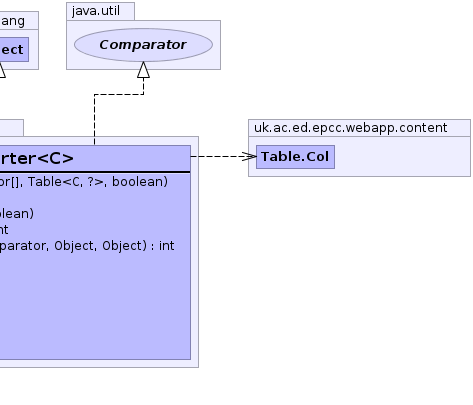 java.util
ang
ect
Comparator
uk.ac.ed.epcc.webapp.content
Table.Col
rter<C>
or[], Table<C, ?>, boolean)
lean)
nt
parator, Object, Object) : int